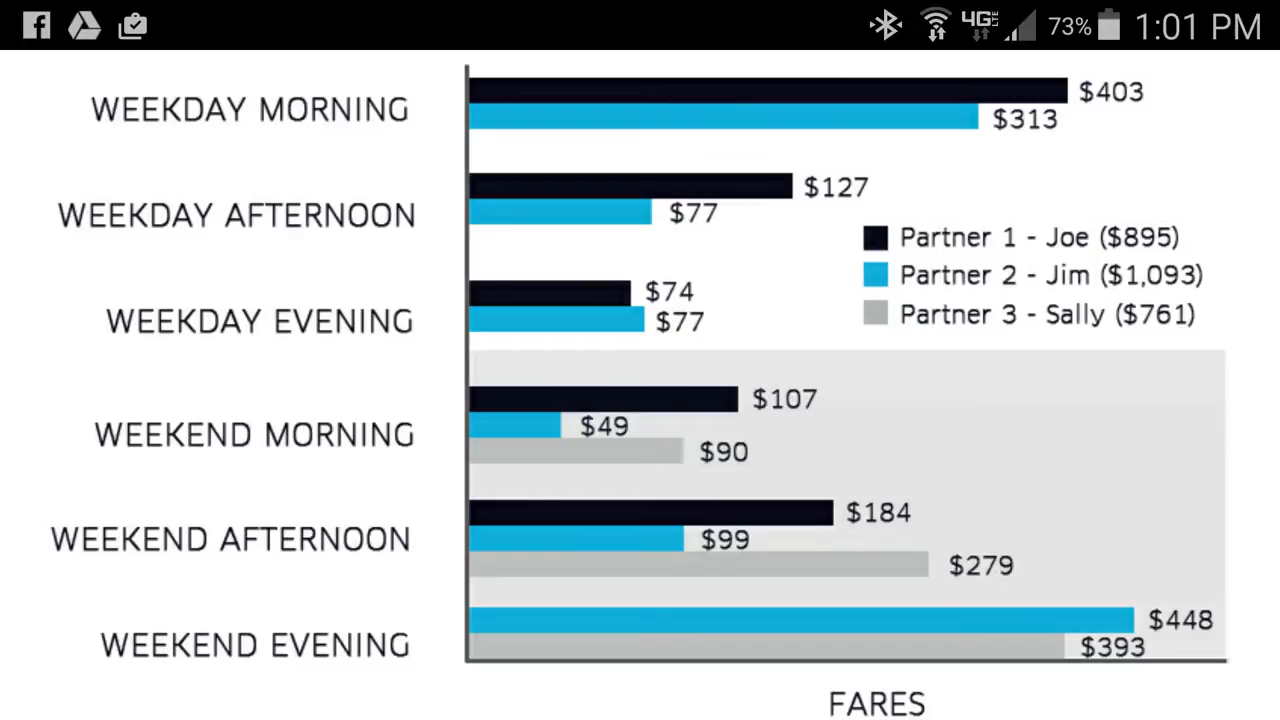 4G LTE 73% 1:01 PM
WEEKDAY MORNING $403
$313
WEEKDAY AFTERNOON $127
$77
Partner 1 - Joe ($895)
Partner 2 - Jim ($1,093)
Partner 3 - Sally ($761)
WEEKDAY EVENING $74
$77
WEEKEND MORNING $107
$49
$90
WEEKEND AFTERNOON $184
$99
$279
WEEKEND EVENING $448
$393
FARES